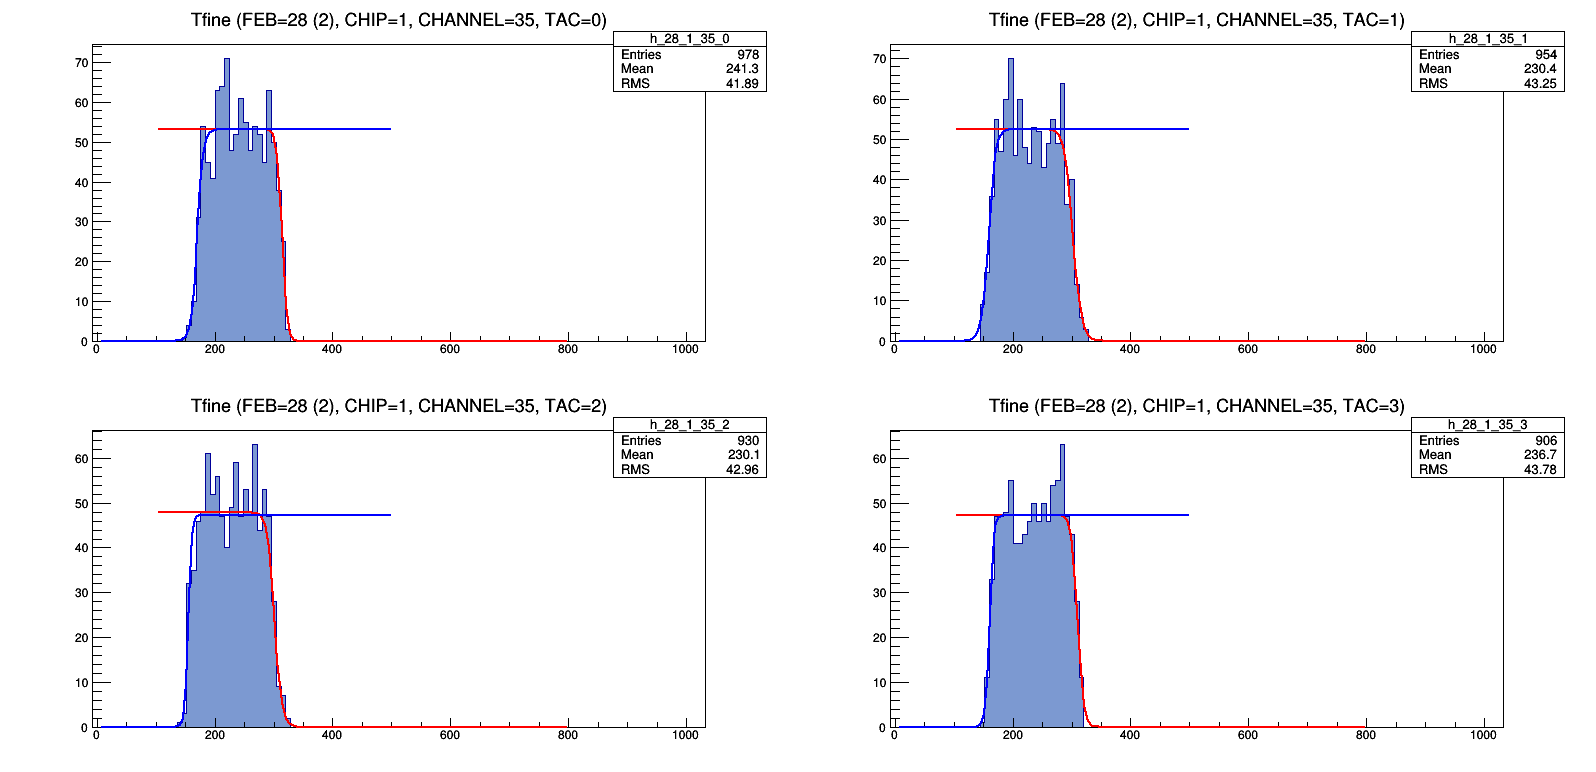 Tfine (FEB=28 (2), CHIP=1, CHANNEL=35, TAC=0)
h_28_1_35_0
Entries 978
Mean 241.3
RMS 41.89
70
60
50
40
30
20
10
0
0 200 400 600 800 1000
Tfine (FEB=28 (2), CHIP=1, CHANNEL=35, TAC=1)
h_28_1_35_1
Entries 954
Mean 230.4
RMS 43.25
70
60
50
40
30
20
10
0
0 200 400 600 800 1000
Tfine (FEB=28 (2), CHIP=1, CHANNEL=35, TAC=2)
h_28_1_35_2
Entries 930
Mean 230.1
RMS 42.96
60
50
40
30
20
10
0
0 200 400 600 800 1000
Tfine (FEB=28 (2), CHIP=1, CHANNEL=35, TAC=3)
h_28_1_35_3
Entries 906
Mean 236.7
RMS 43.78
60
50
40
30
20
10
0
0 200 400 600 800 1000